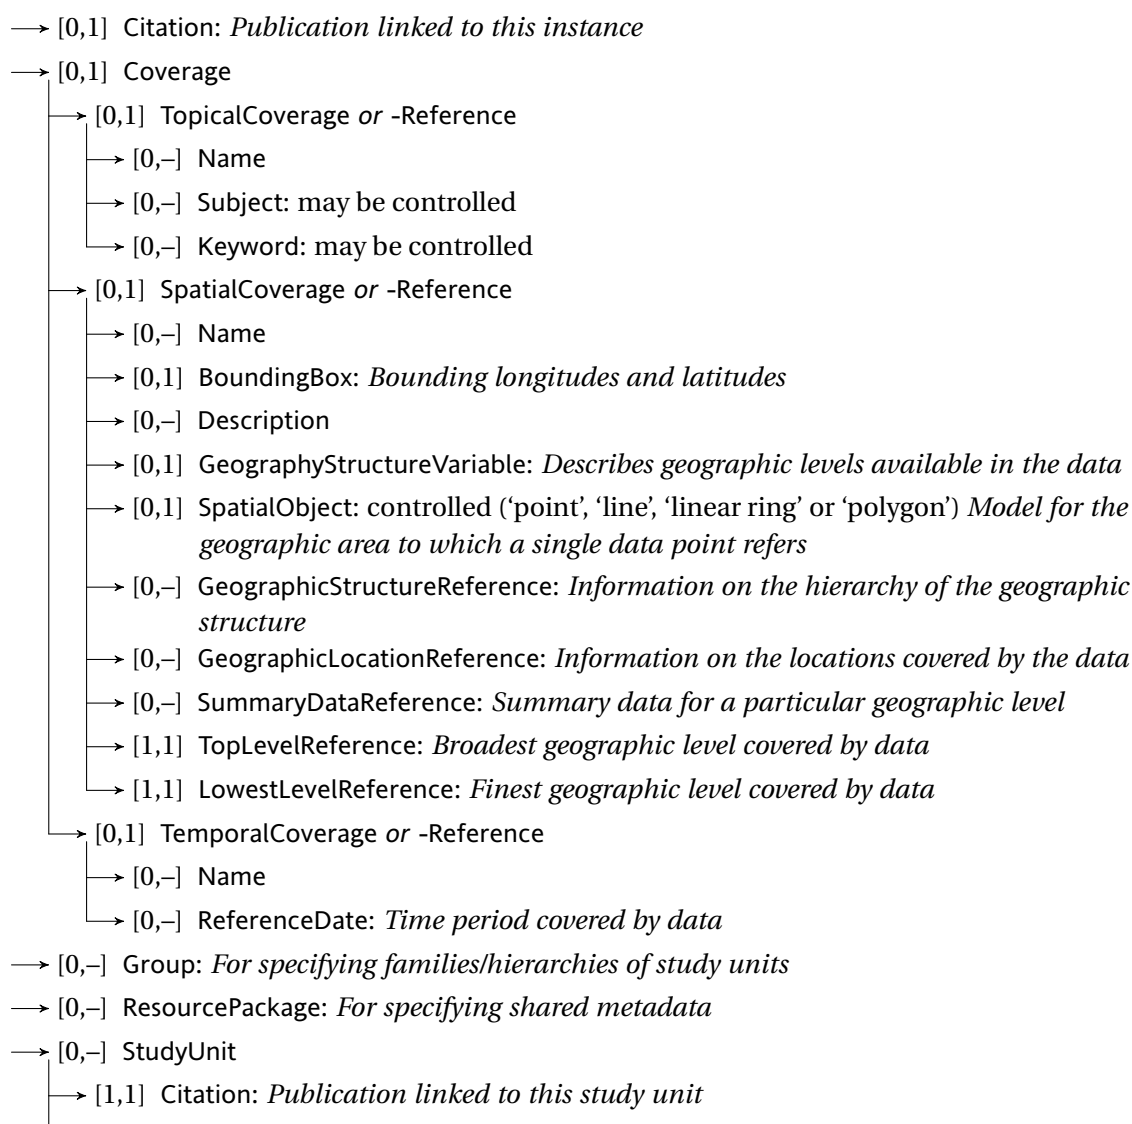 [0,1] Citation: Publication linked to this instance
[0,1] Coverage
[0,1] TopicalCoverage or -Reference
[0,–] Name
[0,–] Subject: may be controlled
[0,–] Keyword: may be controlled
[0,1] SpatialCoverage or -Reference
[0,–] Name
[0,1] BoundingBox: Bounding longitudes and latitudes
[0,–] Description
[0,1] GeographyStructureVariable: Describes geographic levels available in the data
[0,1] SpatialObject: controlled (‘point’, ‘line’, ‘linear ring’ or ‘polygon’) Model for the
geographic area to which a single data point refers
[0,–] GeographicStructureReference: Information on the hierarchy of the geographic
structure
[0,–] GeographicLocationReference: Information on the locations covered by the data
[0,–] SummaryDataReference: Summary data for a particular geographic level
[1,1] TopLevelReference: Broadest geographic level covered by data
[1,1] LowestLevelReference: Finest geographic level covered by data
[0,1] TemporalCoverage or -Reference
[0,–] Name
[0,–] ReferenceDate: Time period covered by data
[0,–] Group: For specifying families/hierarchies of study units
[0,–] ResourcePackage: For specifying shared metadata
[0,–] StudyUnit
[1,1] Citation: Publication linked to this study unit